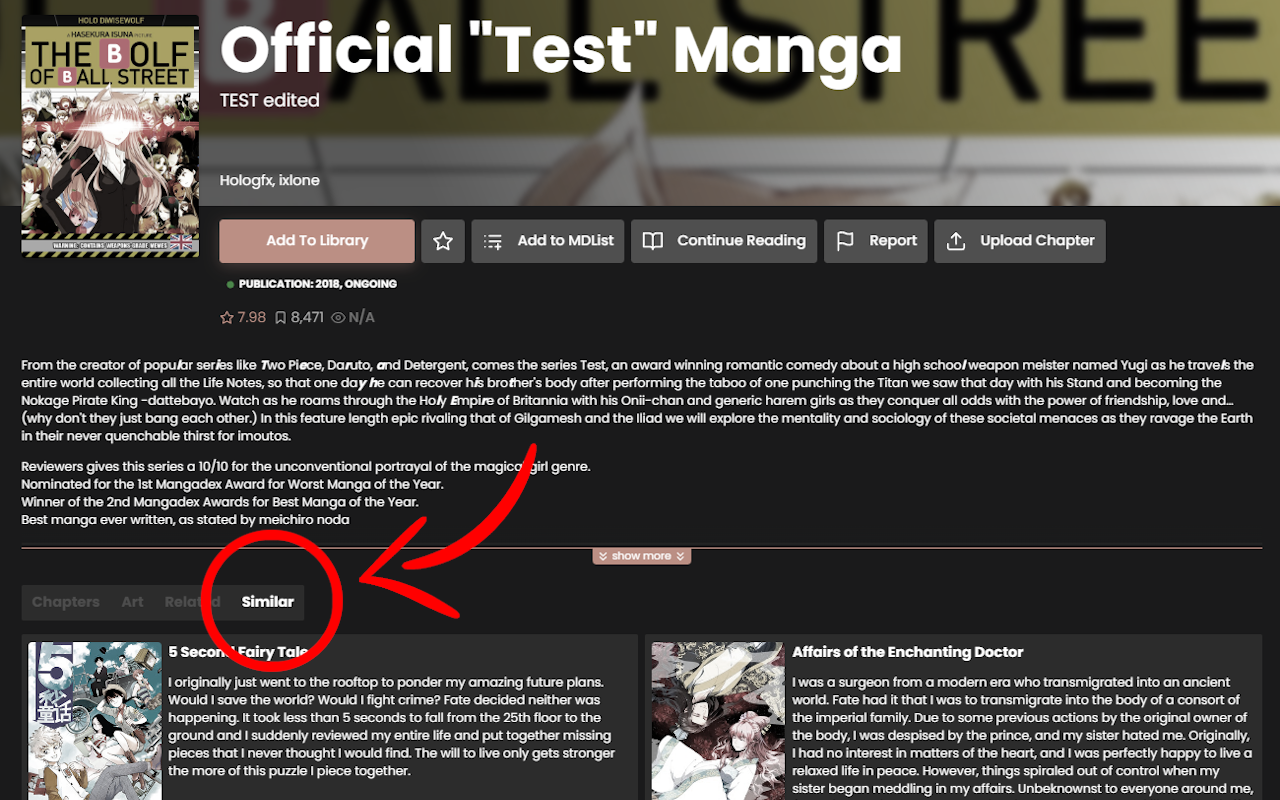 HOLO DIWISEWOLF
A HASEKURA ISUNA PICTURE
THE BOLF
OF BALL STREET
WARNING: CONTAINS WEAPONS-GRADE MEMES
Official "Test" Manga
TEST edited
Hologfx, ixlone
Add To Library
Add to MDList
Continue Reading
Report
Upload Chapter
PUBLICATION: 2018, ONGOING
7.98 8,471 N/A
From the creator of popular series like Two Piece, Daruto, and Detergent, comes the series Test, an award winning romantic comedy about a high school weapon meister named Yugi as he travels the
entire world collecting all the Life Notes, so that one day he can recover his brother's body after performing the taboo of one punching the Titan we saw that day with his Stand and becoming the
Nokage Pirate King -dattebayo. Watch as he roams through the Holy Empire of Britannia with his Onii-chan and generic harem girls as they conquer all odds with the power of friendship, love and...
(why don't they just bang each other.) In this feature length epic rivaling that of Gilgamesh and the Iliad we will explore the mentality and sociology of these societal menaces as they ravage the Earth
in their never quenchable thirst for imoutos.
Reviewers gives this series a 10/10 for the unconventional portrayal of the magical girl genre.
Nominated for the 1st Mangadex Award for Worst Manga of the Year.
Winner of the 2nd Mangadex Awards for Best Manga of the Year.
Best manga ever written, as stated by meichiro noda
show more
Chapters Art Related Similar
5 Second Fairy Tale
I originally just went to the rooftop to ponder my amazing future plans.
Would I save the world? Would I fight crime? Fate decided neither was
happening. It took less than 5 seconds to fall from the 25th floor to the
ground and I suddenly reviewed my entire life and put together missing
pieces that I never thought I would find. The will to live only gets stronger
the more of this puzzle I piece together.
5
秒
童话
Affairs of the Enchanting Doctor
I was a surgeon from a modern era who transmigrated into an ancient
world. Fate had it that I was to transmigrate into the body of a consort of
the imperial family. Due to some previous actions by the original owner of
the body, I was despised by the prince, and my sister hated me. Originally,
I had no interest in matters of the heart, and I was perfectly happy to live a
relaxed life in peace. However, things spiraled out of control when my
sister began meddling in my affairs. Unbeknownst to everyone around me,